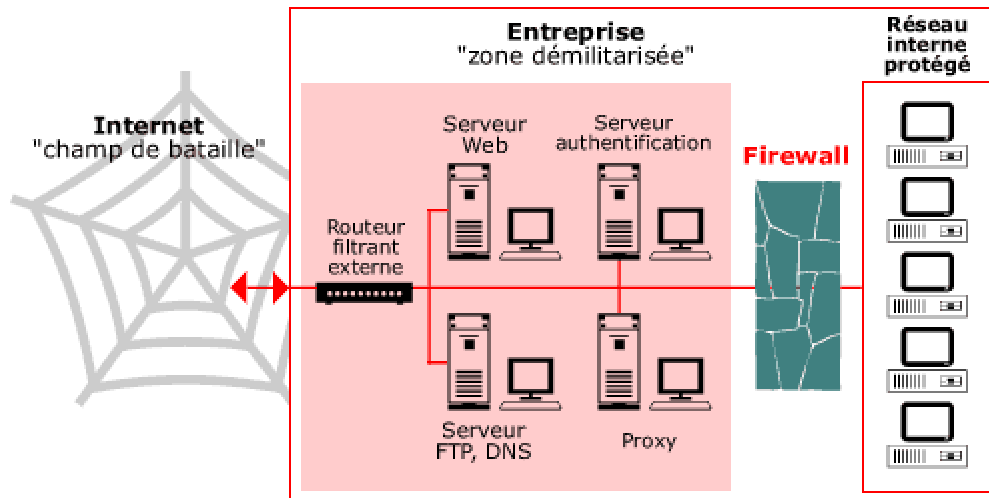 Internet
"champ de bataille"
Entreprise
"zone démilitarisée"
Routeur
filtrant
externe
Serveur
Web
Serveur
authentification
Serveur
FTP, DNS
Proxy
Firewall
Réseau
interne
protégé